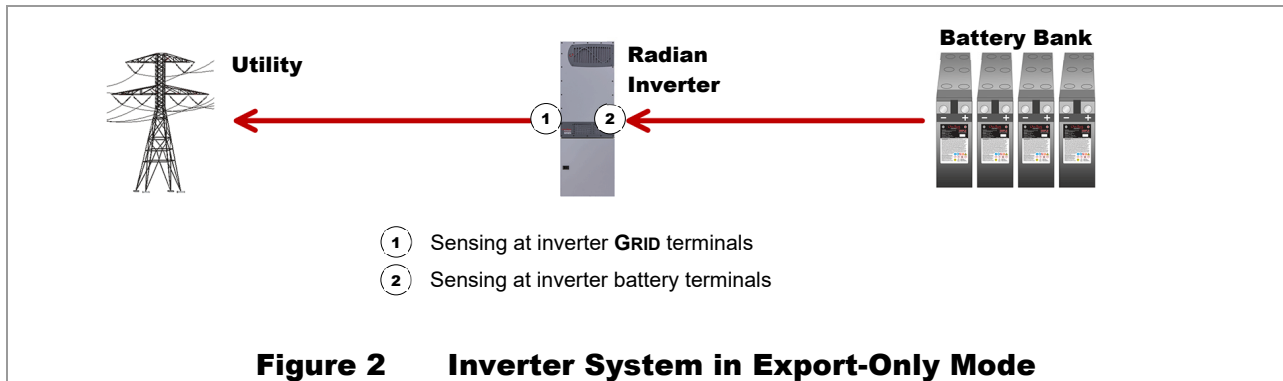 Battery Bank
Utility
Radian
Inverter
1
2
− +
− +
− +
− +
1 Sensing at inverter GRID terminals
2 Sensing at inverter battery terminals
Figure 2 Inverter System in Export-Only Mode